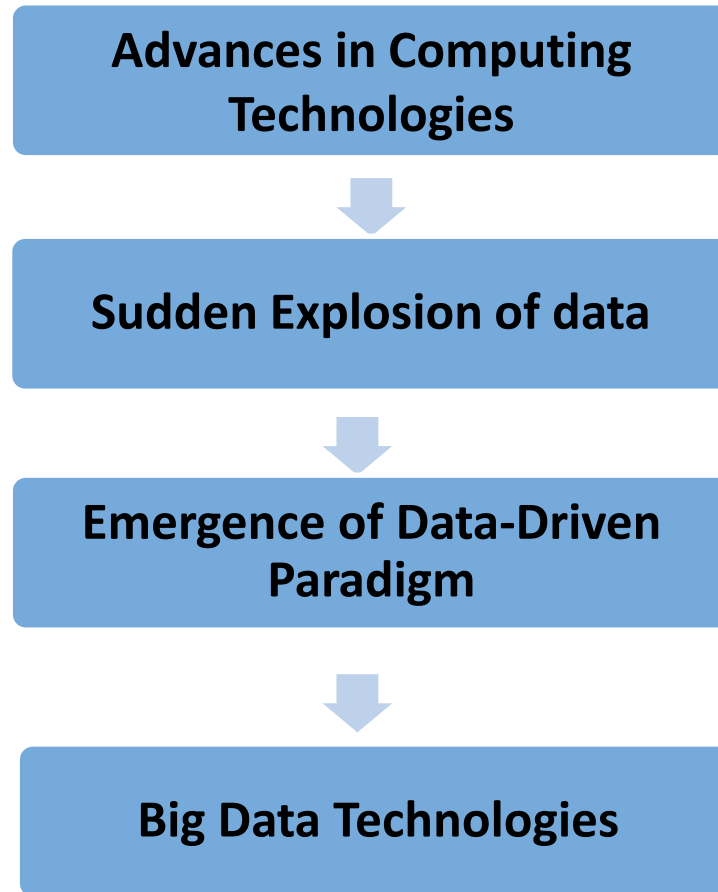 Advances in Computing
Technologies
Sudden Explosion of data
Emergence of Data-Driven
Paradigm
Big Data Technologies